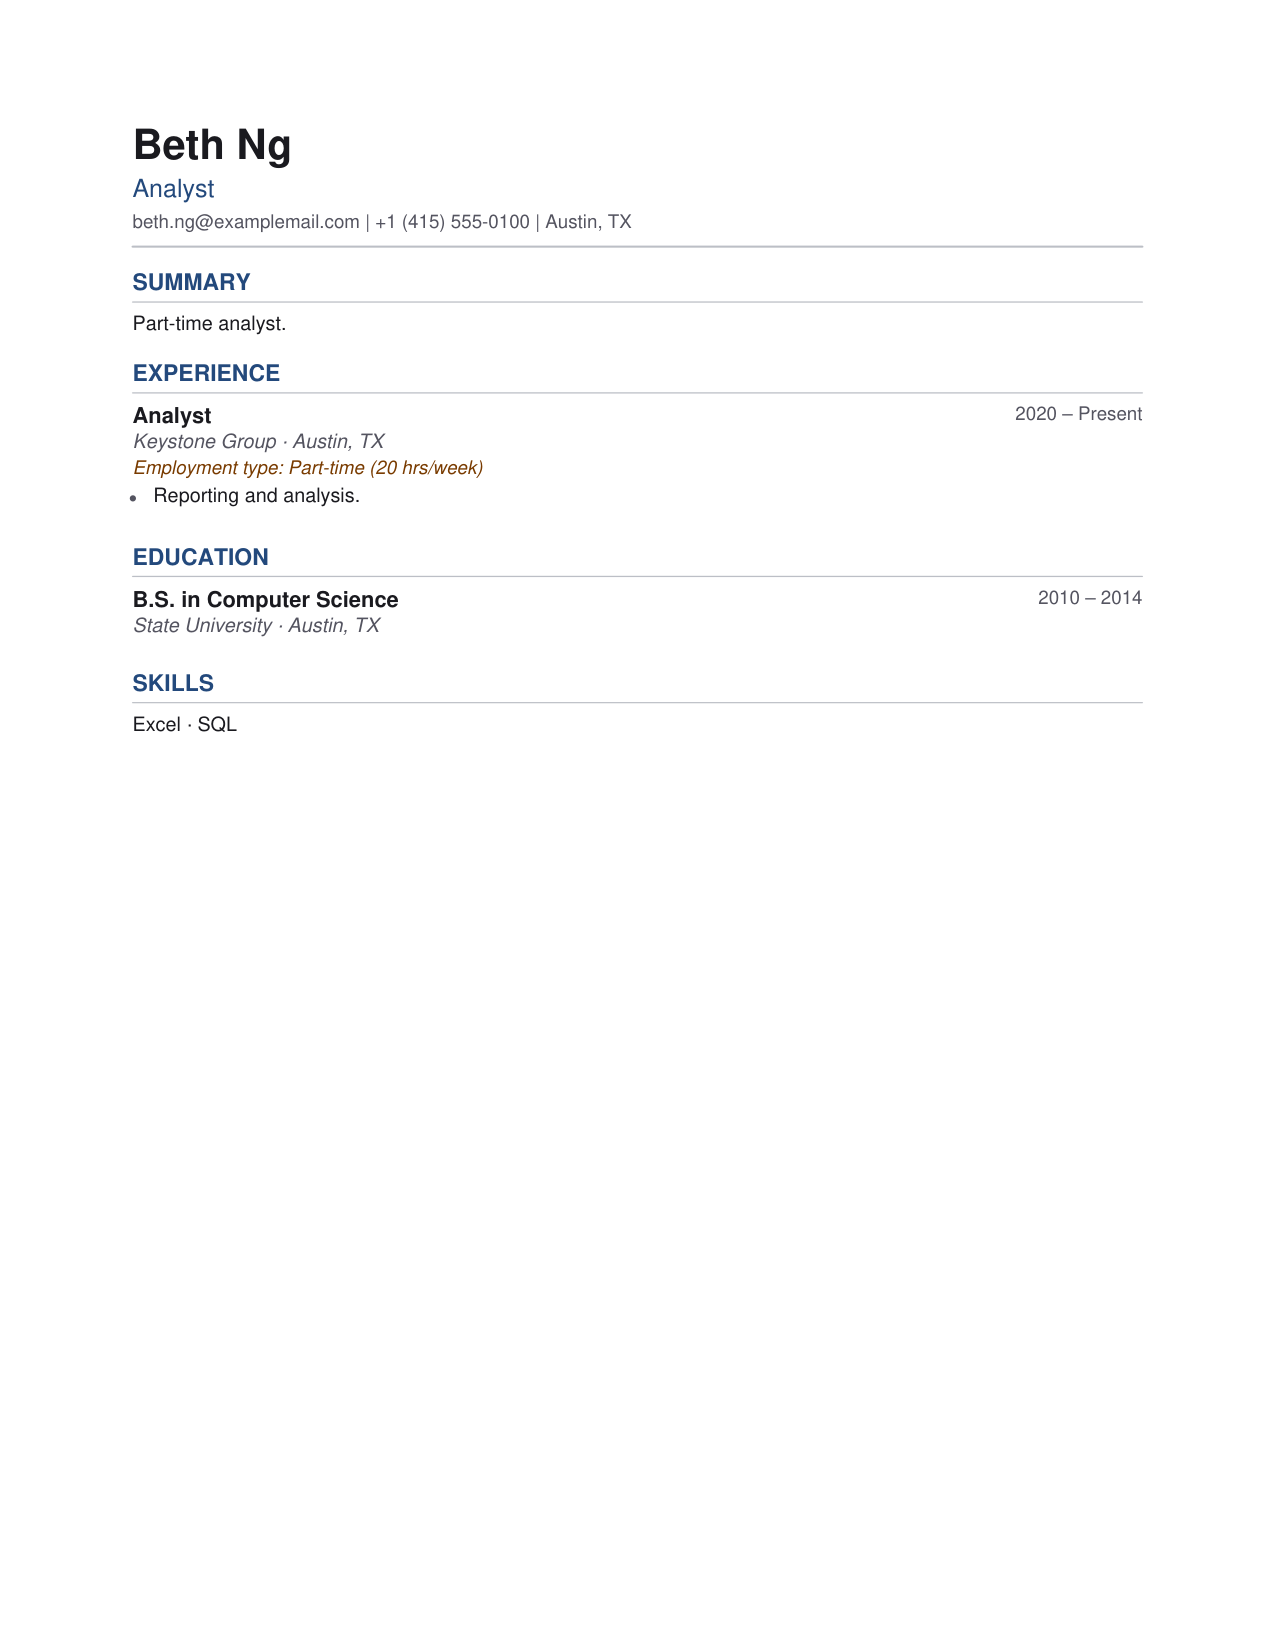 Beth Ng
Analyst
beth.ng@examplemail.com | +1 (415) 555-0100 | Austin, TX
SUMMARY
Part-time analyst.
EXPERIENCE
Analyst 2020 – Present
Keystone Group · Austin, TX
Employment type: Part-time (20 hrs/week)
• Reporting and analysis.
EDUCATION
B.S. in Computer Science 2010 – 2014
State University · Austin, TX
SKILLS
Excel · SQL